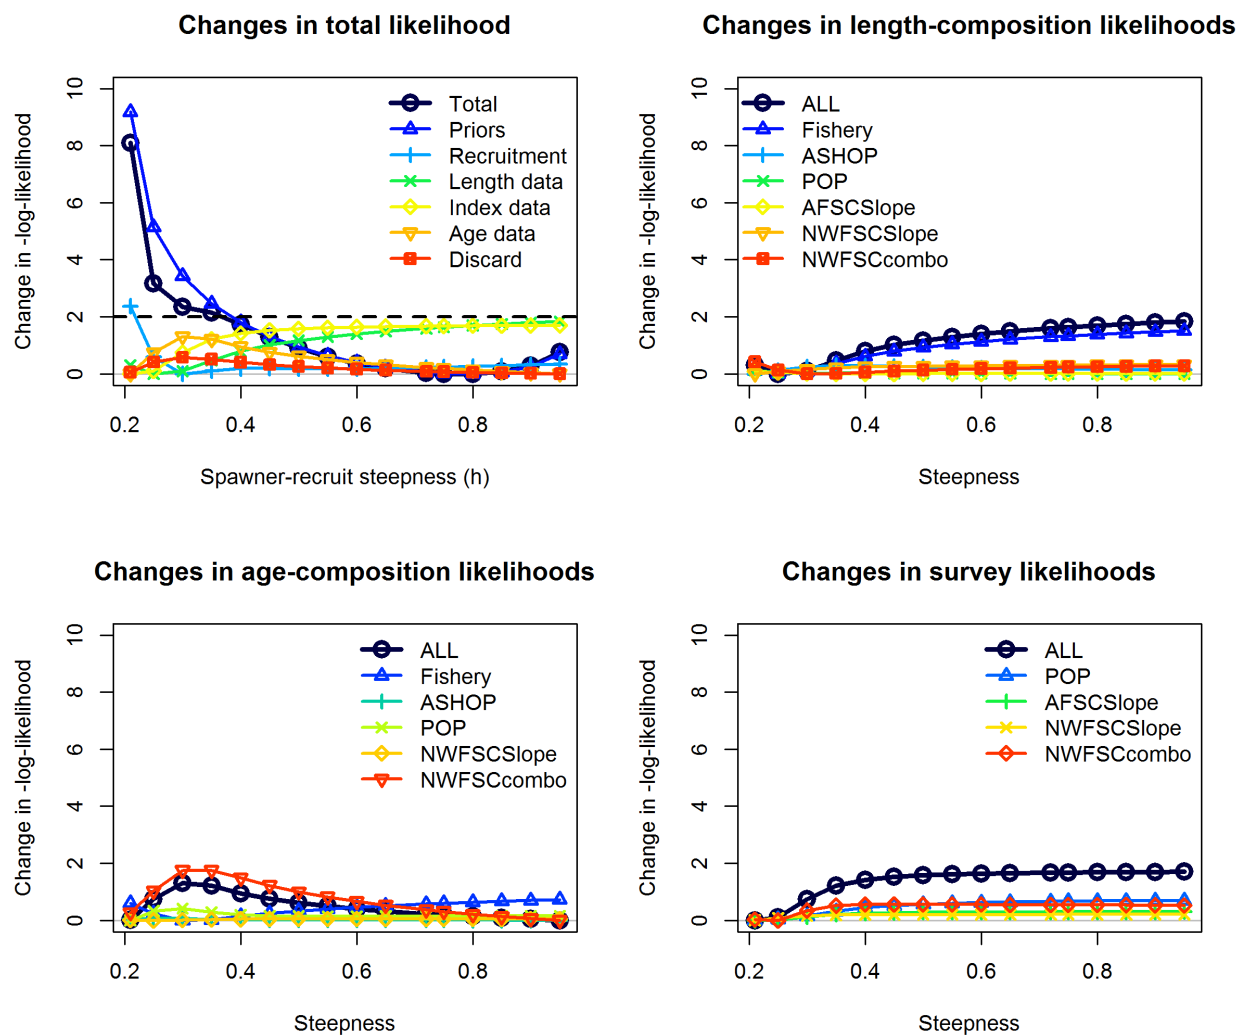 Changes in total likelihood
Change in -log-likelihood
0
2
4
6
8
10
Total
Priors
Recruitment
Length data
Index data
Age data
Discard
0.2
0.4
0.6
0.8
Spawner-recruit steepness (h)
Changes in length-composition likelihoods
Change in -log-likelihood
0
2
4
6
8
10
ALL
Fishery
ASHOP
POP
AFSCSlope
NWFSCSlope
NWFSCcombo
0.2
0.4
0.6
0.8
Steepness
Changes in age-composition likelihoods
Change in -log-likelihood
0
2
4
6
8
10
ALL
Fishery
ASHOP
POP
NWFSCSlope
NWFSCcombo
0.2
0.4
0.6
0.8
Steepness
Changes in survey likelihoods
Change in -log-likelihood
0
2
4
6
8
10
ALL
POP
AFSCSlope
NWFSCSlope
NWFSCcombo
0.2
0.4
0.6
0.8
Steepness